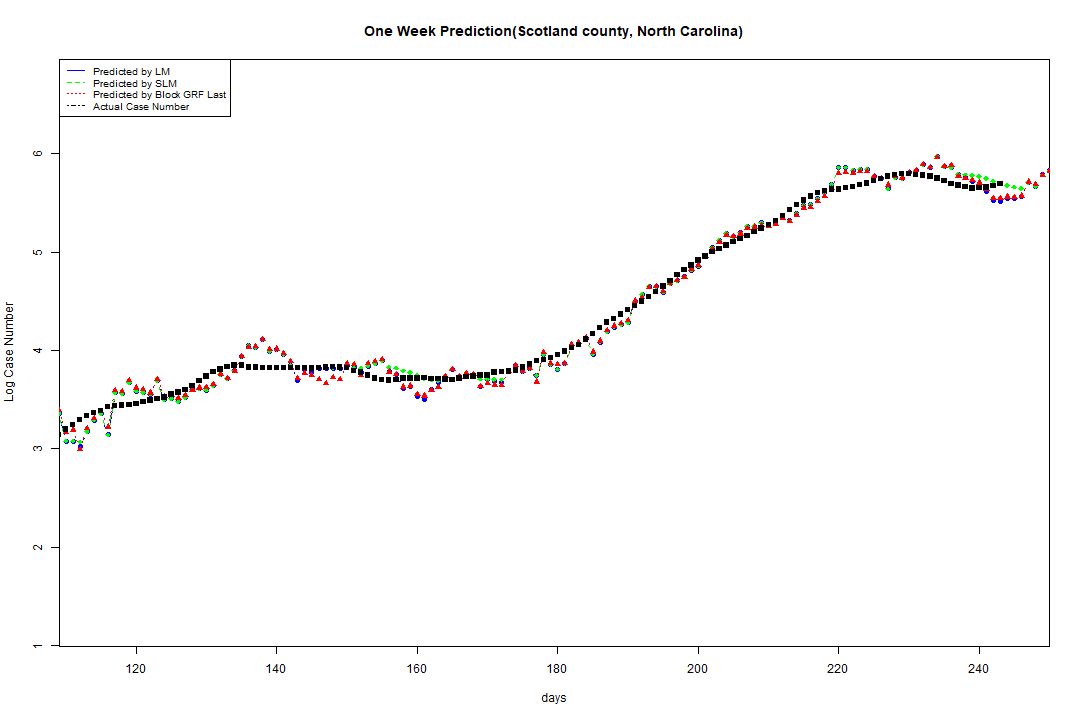 One Week Prediction(Scotland county, North Carolina)
Predicted by LM
Predicted by SLM
Predicted by Block GRF Last
Actual Case Number
Log Case Number
6
5
4
3
2
1
120 140 160 180 200 220 240
days